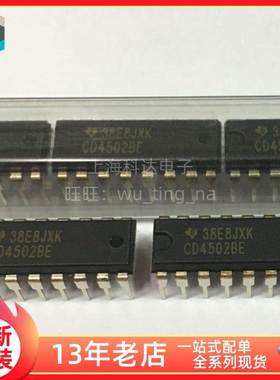 38E8JXK
CD4502BE
CD45
上海科达电子
旺旺: wu_ting_na
38E8JXK
CD4502BE
38E8JXK
CD4502BE
新
装
13年老店
一站式配单
全系列现货